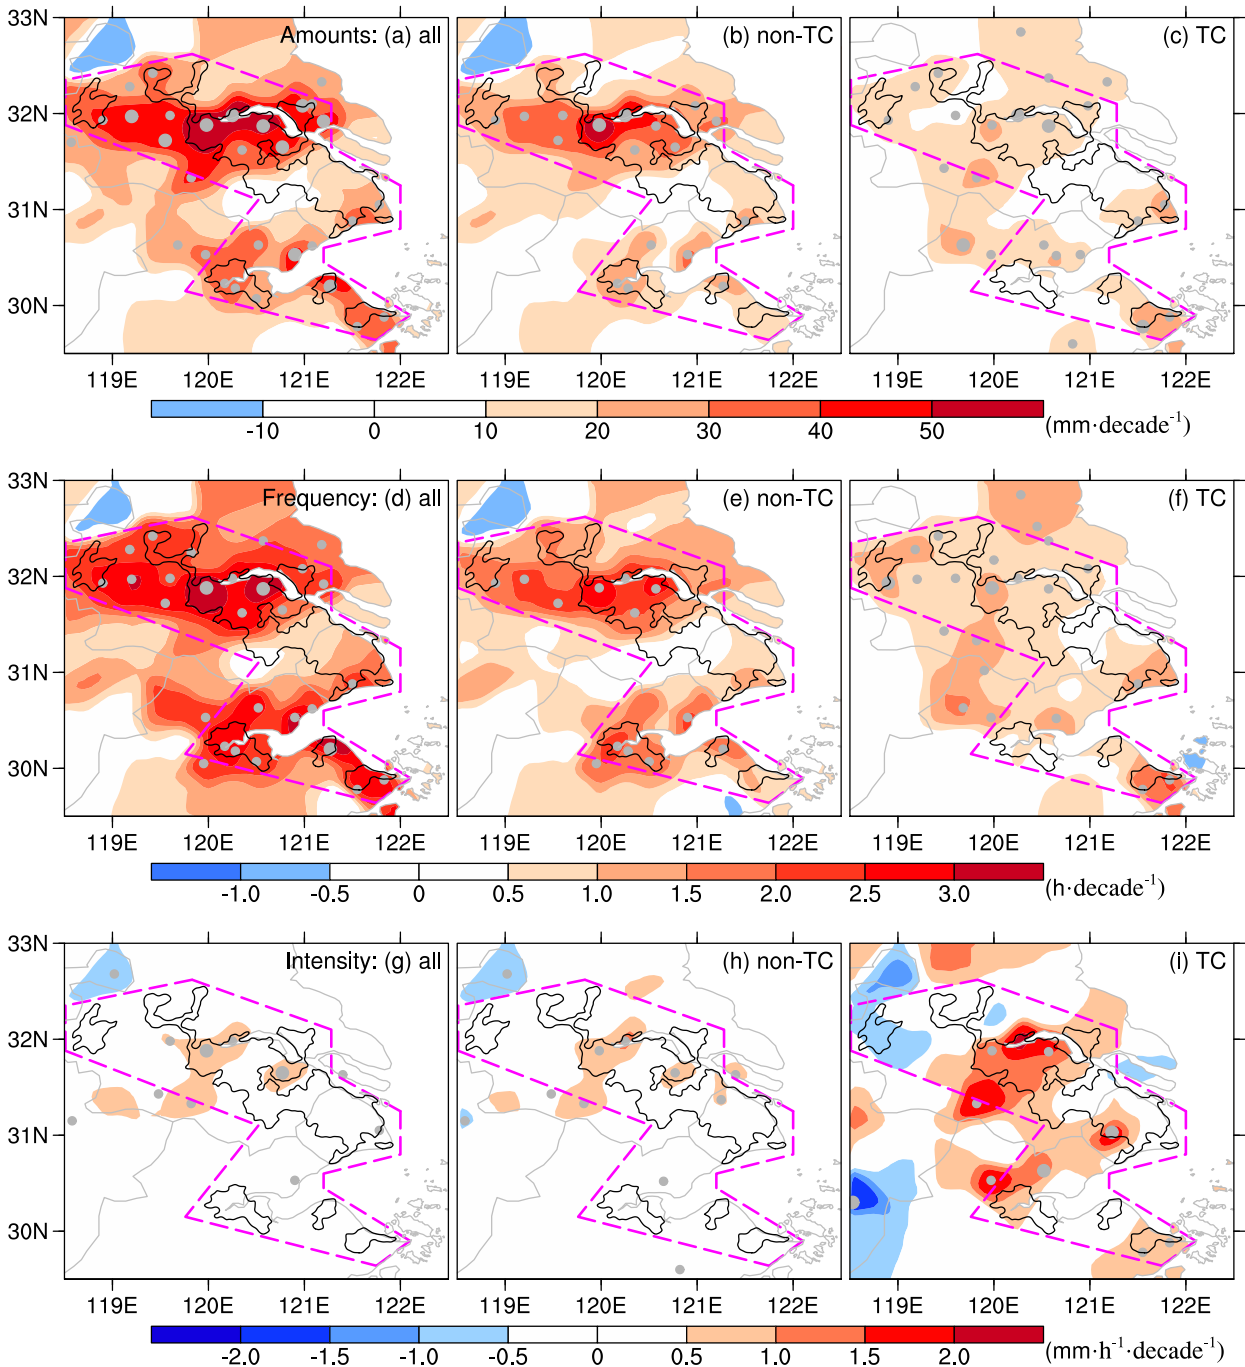 33N
32N
31N
30N
Amounts: (a) all
(b) non-TC
(c) TC
119E 120E 121E 122E
119E 120E 121E 122E
119E 120E 121E 122E
-10 0 10 20 30 40 50 (mm·decade⁻¹)
33N
32N
31N
30N
Frequency: (d) all
(e) non-TC
(f) TC
119E 120E 121E 122E
119E 120E 121E 122E
119E 120E 121E 122E
-1.0 -0.5 0 0.5 1.0 1.5 2.0 2.5 3.0 (h·decade⁻¹)
33N
32N
31N
30N
Intensity: (g) all
(h) non-TC
(i) TC
119E 120E 121E 122E
119E 120E 121E 122E
119E 120E 121E 122E
-2.0 -1.5 -1.0 -0.5 0 0.5 1.0 1.5 2.0 (mm·h⁻¹·decade⁻¹)